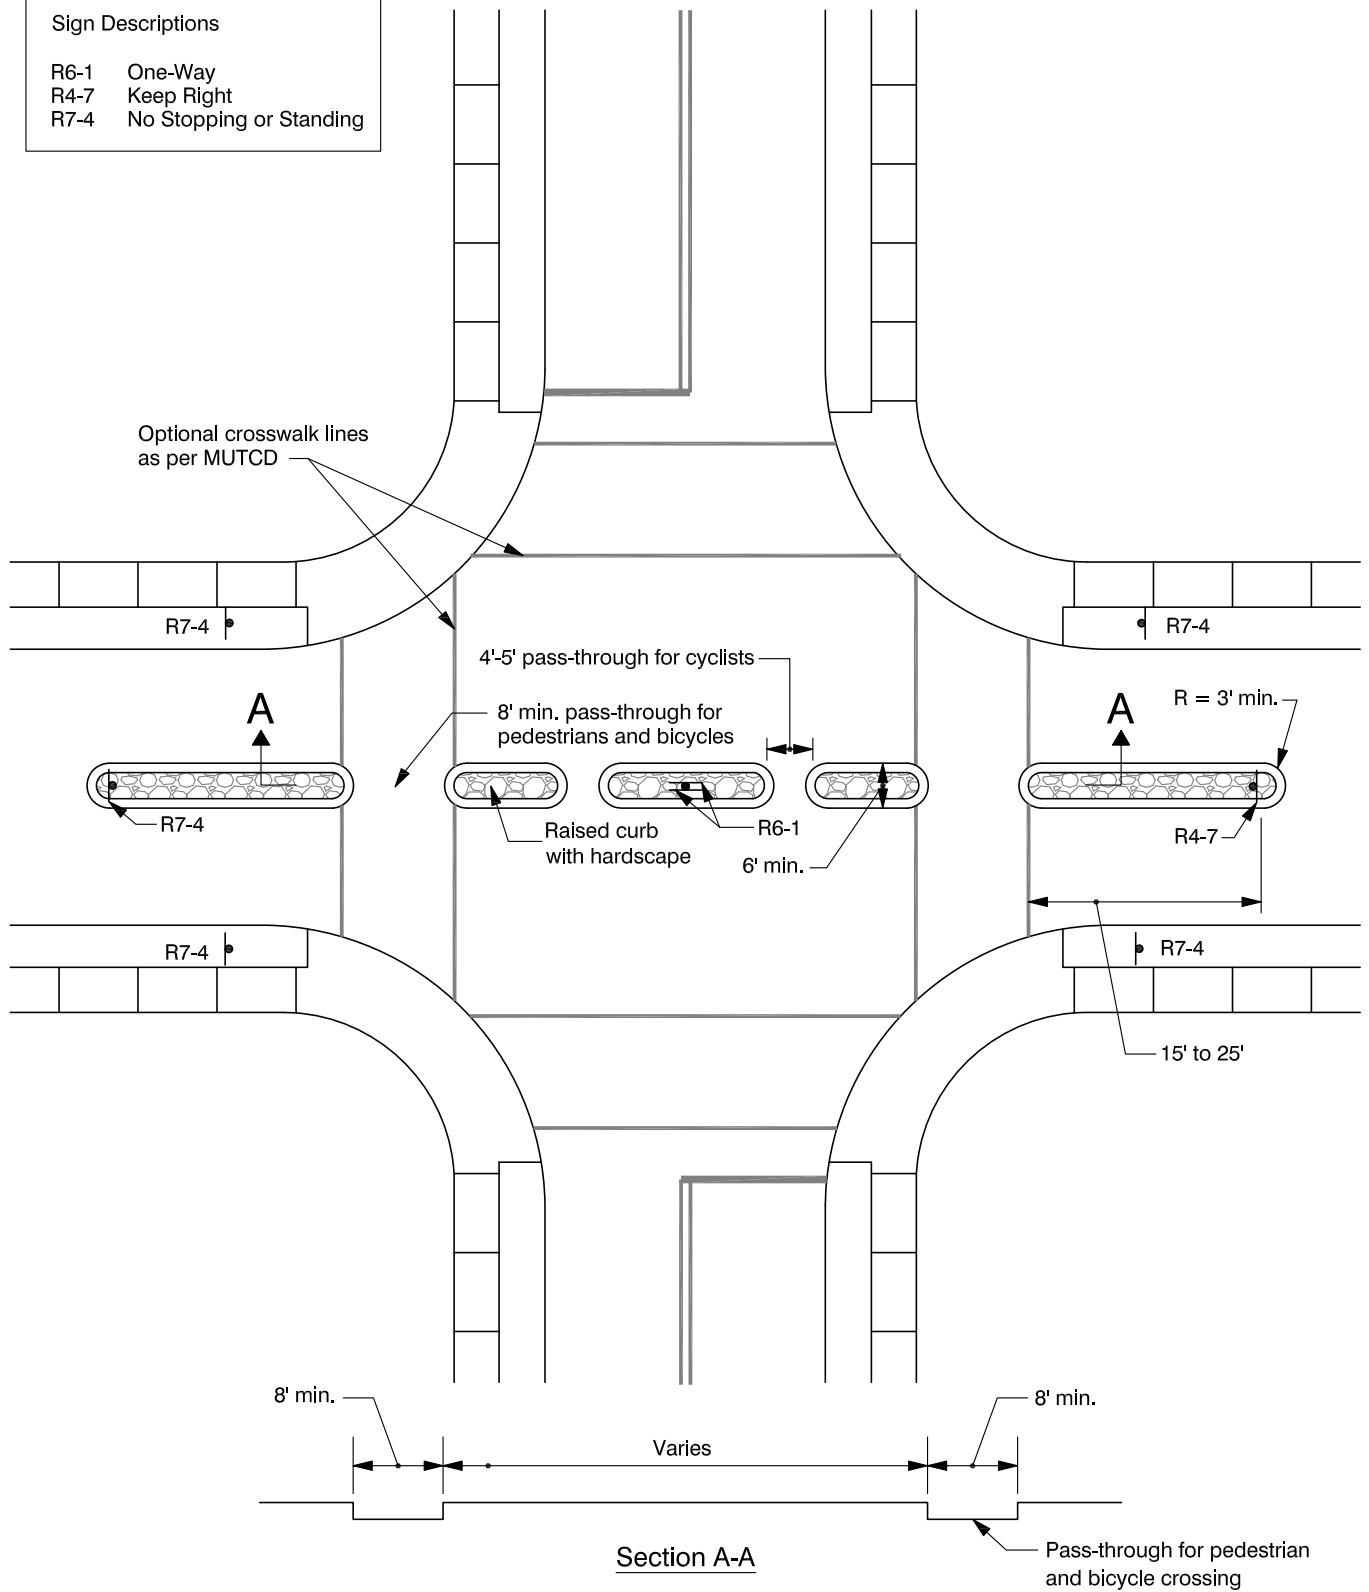 Sign Descriptions
R6-1 One-Way
R4-7 Keep Right
R7-4 No Stopping or Standing
Optional crosswalk lines
as per MUTCD
R7-4
R7-4
4'-5' pass-through for cyclists
A
8' min. pass-through for
pedestrians and bicycles
A
R = 3' min.
R7-4
Raised curb
with hardscape
R6-1
6' min.
R4-7
R7-4
R7-4
15' to 25'
8' min.
Varies
8' min.
Section A-A
Pass-through for pedestrian
and bicycle crossing